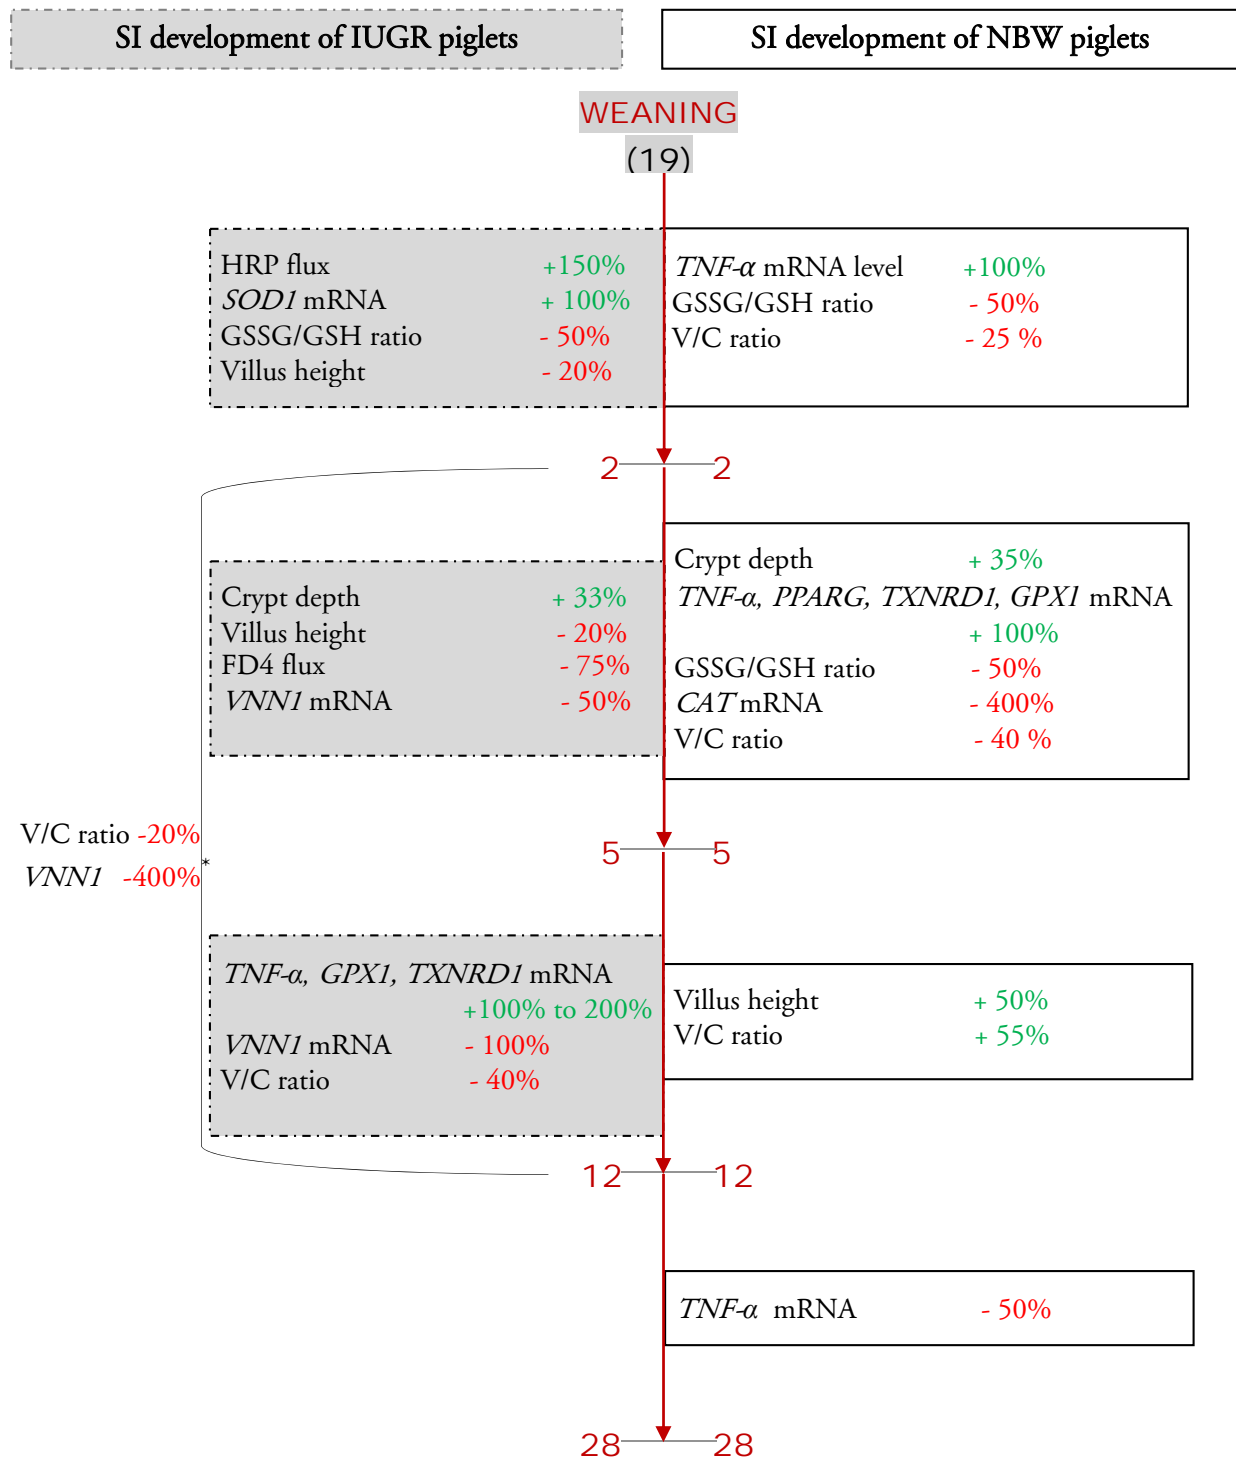 SI development of IUGR piglets
SI development of NBW piglets
WEANING
(19)
HRP flux +150%
SOD1 mRNA + 100%
GSSG/GSH ratio - 50%
Villus height - 20%
TNF-α mRNA level +100%
GSSG/GSH ratio - 50%
V/C ratio - 25 %
2 2
Crypt depth + 33%
Villus height - 20%
FD4 flux - 75%
VNN1 mRNA - 50%
Crypt depth + 35%
TNF-α, PPARG, TXNRD1, GPX1 mRNA
+ 100%
GSSG/GSH ratio - 50%
CAT mRNA - 400%
V/C ratio - 40 %
V/C ratio -20%
VNN1 -400%*
5 5
TNF-α, GPX1, TXNRD1 mRNA
+100% to 200%
VNN1 mRNA - 100%
V/C ratio - 40%
Villus height + 50%
V/C ratio + 55%
12 12
TNF-α mRNA - 50%
28 28